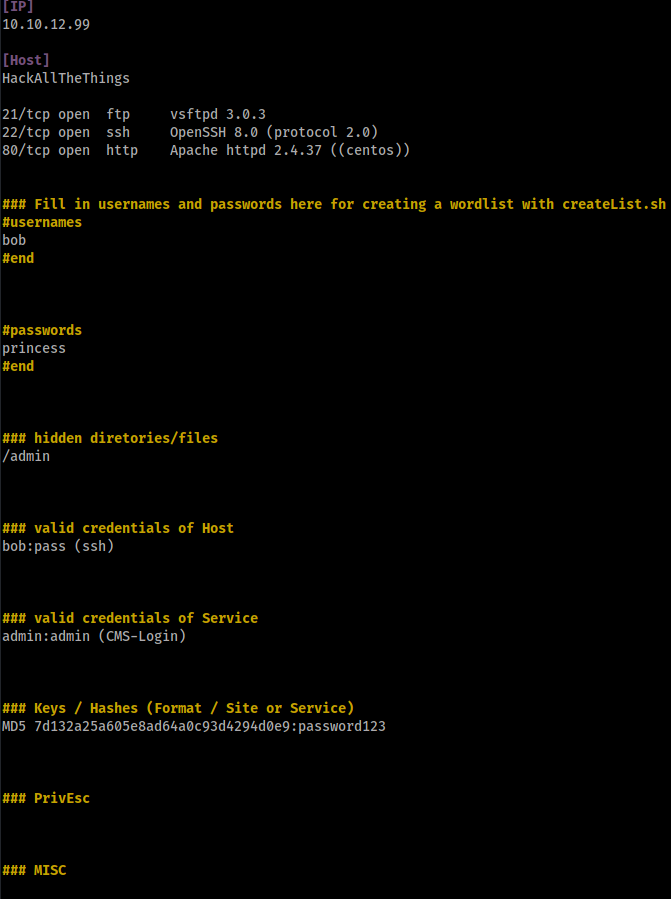 [IP]
10.10.12.99
[Host]
HackAllTheThings
21/tcp open  ftp     vsftpd 3.0.3
22/tcp open  ssh     OpenSSH 8.0 (protocol 2.0)
80/tcp open  http    Apache httpd 2.4.37 ((centos))
### Fill in usernames and passwords here for creating a wordlist with createList.sh
#usernames
bob
#end
#passwords
princess
#end
### hidden diretories/files
/admin
### valid credentials of Host
bob:pass (ssh)
### valid credentials of Service
admin:admin (CMS-Login)
### Keys / Hashes (Format / Site or Service)
MD5 7d132a25a605e8ad64a0c93d4294d0e9:password123
### PrivEsc
### MISC